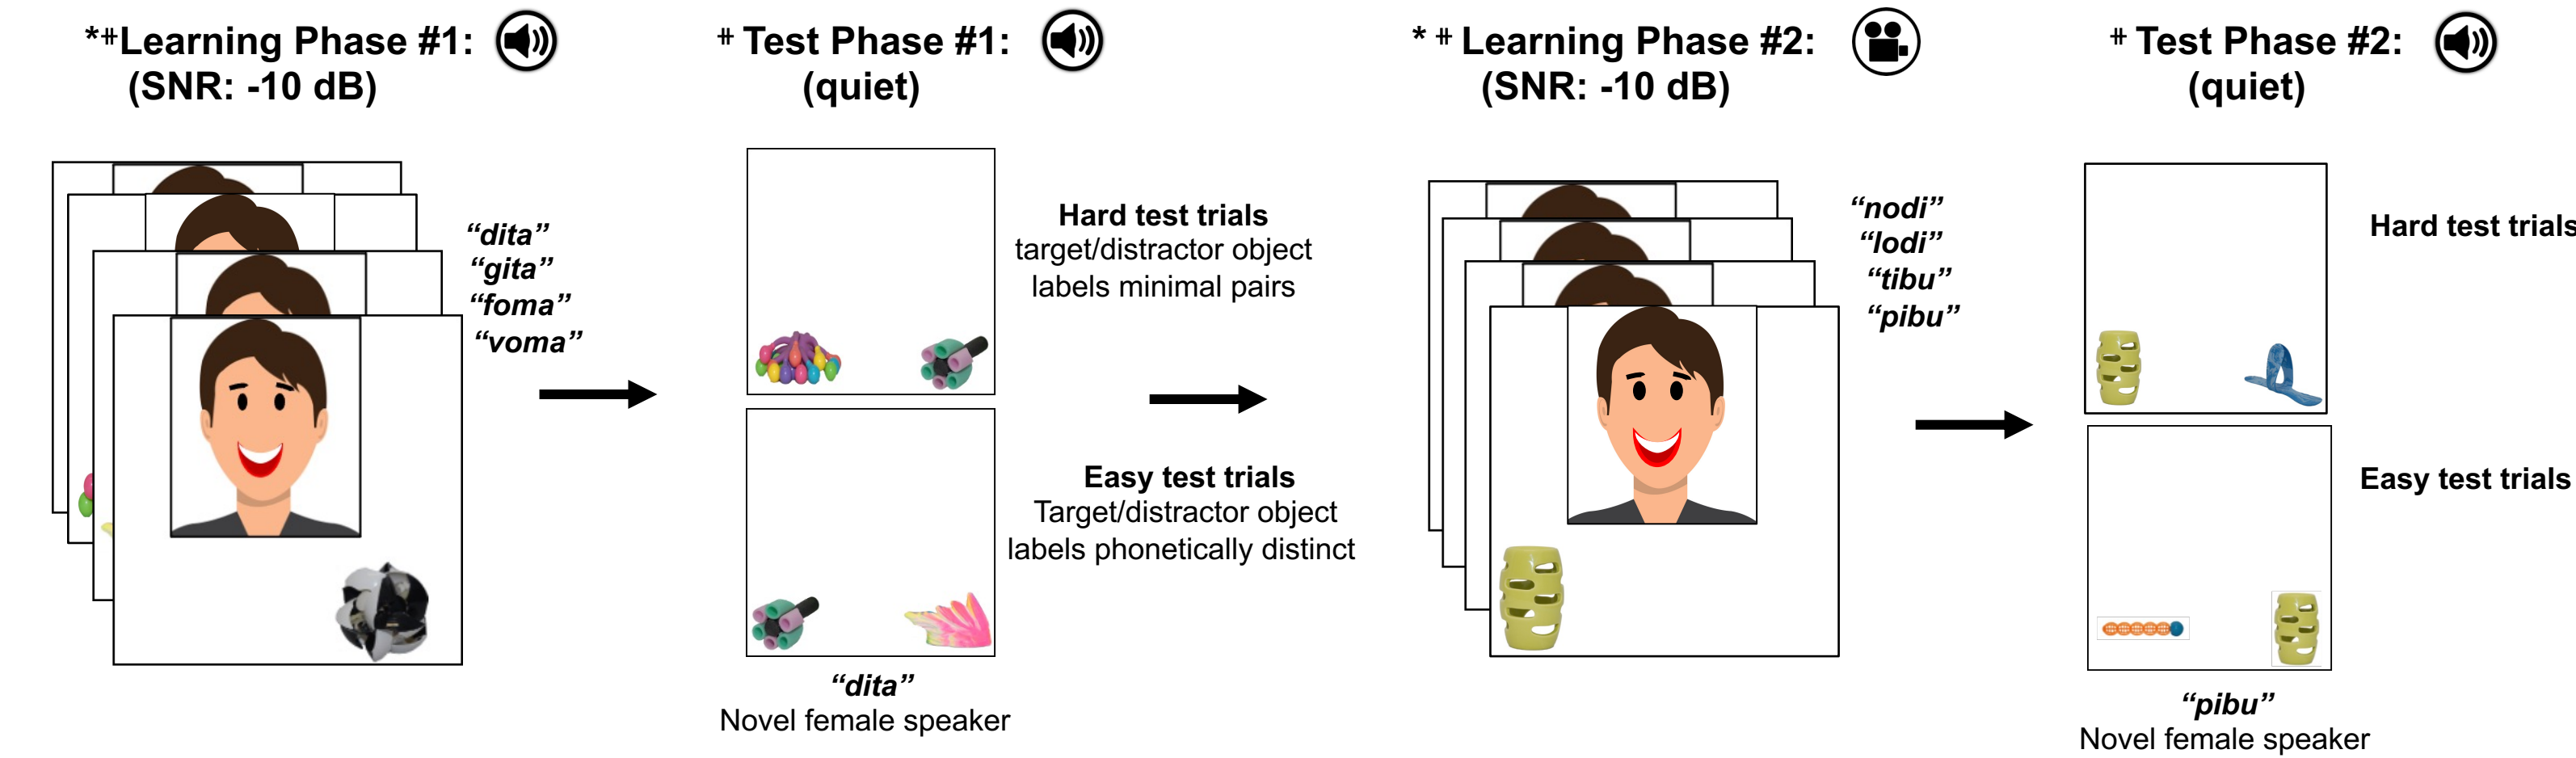 *⧺Learning Phase #1:
(SNR: -10 dB)
“dita”
“gita”
“foma”
“voma”
⧺ Test Phase #1:
(quiet)
Hard test trials
target/distractor object
labels minimal pairs
Easy test trials
Target/distractor object
labels phonetically distinct
“dita”
Novel female speaker
* ⧺ Learning Phase #2:
(SNR: -10 dB)
“nodi”
“lodi”
“tibu”
“pibu”
⧺ Test Phase #2:
(quiet)
Hard test trials
Easy test trials
“pibu”
Novel female speaker